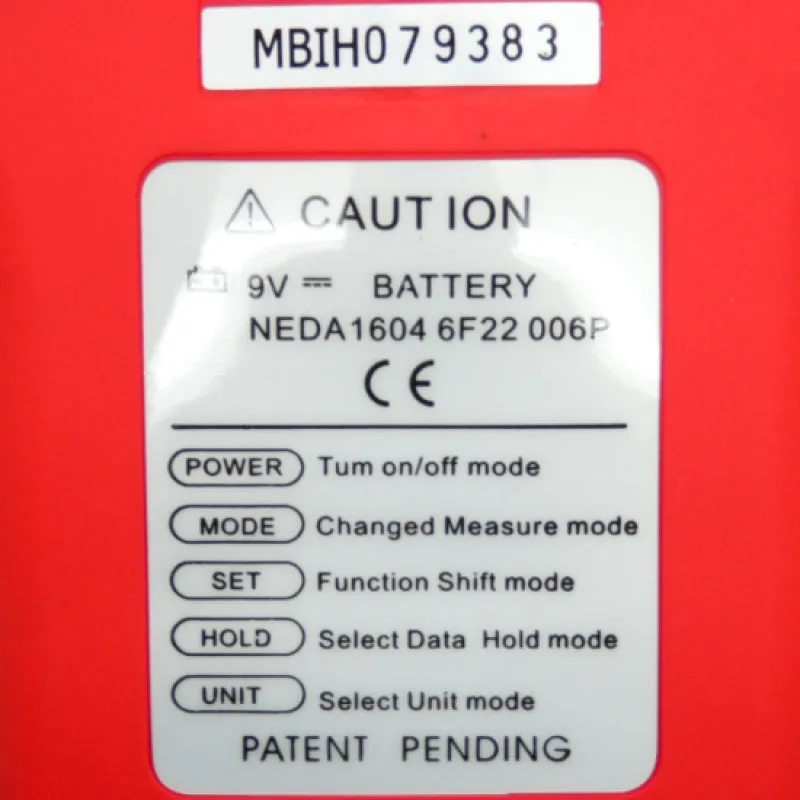 MBIH079383
CAUTION
9V BATTERY
NEDA1604 6F22 006P
CE
POWER Tum on/off mode
MODE Changed Measure mode
SET Function Shift mode
HOLD Select Data Hold mode
UNIT Select Unit mode
PATENT PENDING